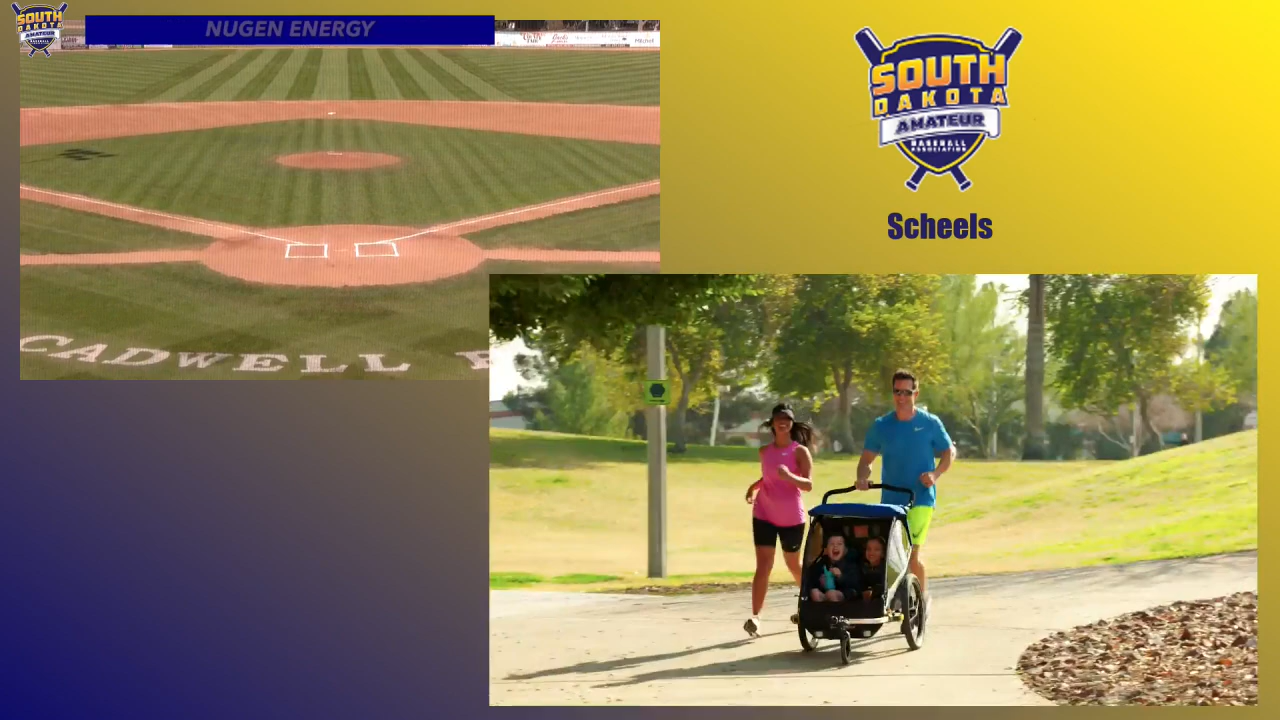 SOUTH
DAKOTA
AMATEUR
NUGEN ENERGY
CADWELL
SOUTH
DAKOTA
AMATEUR
BASEBALL
ASSOCIATION
Scheels